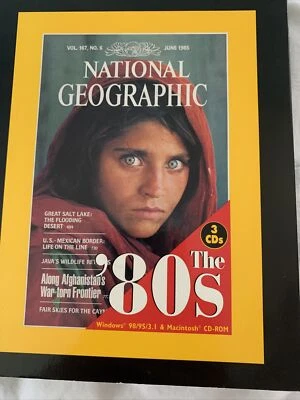 VOL. 167, NO. 6
JUNE 1985
NATIONAL
GEOGRAPHIC
GREAT SALT LAKE:
THE FLOODING
DESERT
U.S.-MEXICAN BORDER:
LIFE ON THE LINE
JAVA'S WILDLIFE
Along Afghanistan's
War-torn Frontier
FAIR SKIES FOR THE
3
CDs
The
'80s
Windows® 98/95/3.1 & Macintosh® CD-ROM